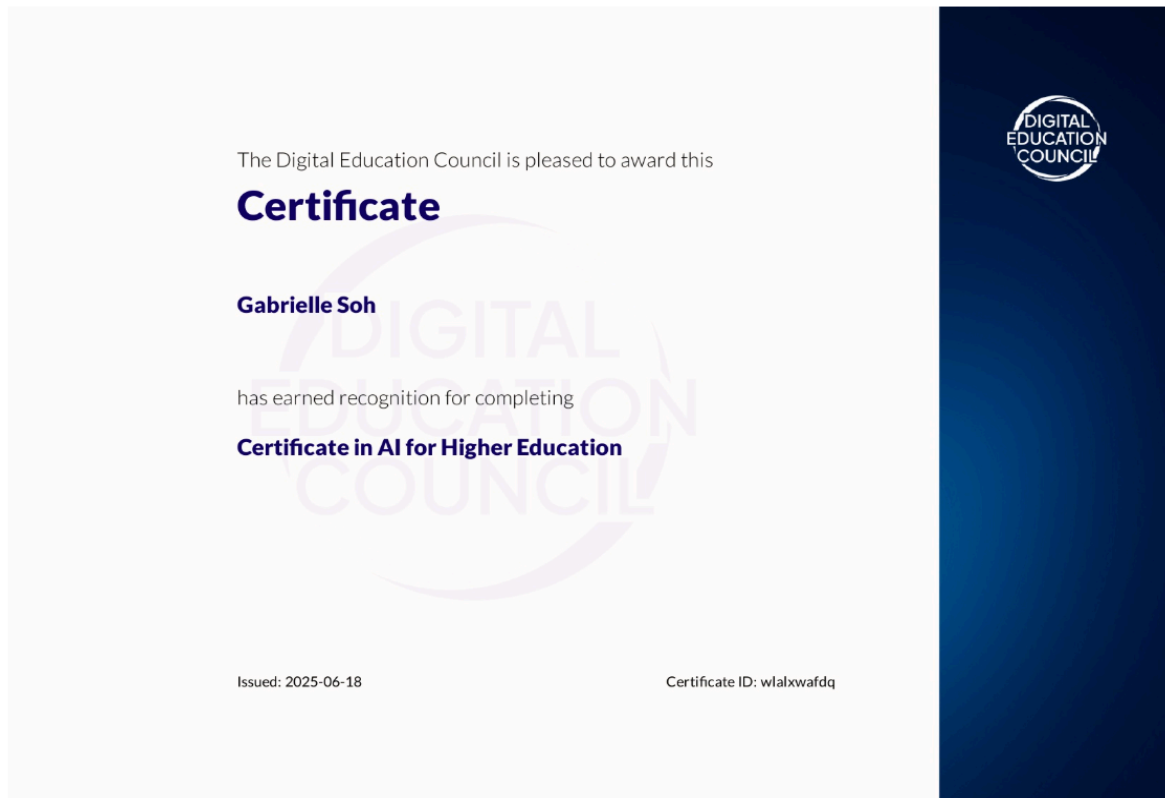 DIGITAL
EDUCATION
COUNCIL
The Digital Education Council is pleased to award this
Certificate
Gabrielle Soh
DIGITAL
EDUCATION
COUNCIL
has earned recognition for completing
Certificate in AI for Higher Education
Issued: 2025-06-18
Certificate ID: wlalxwafdq